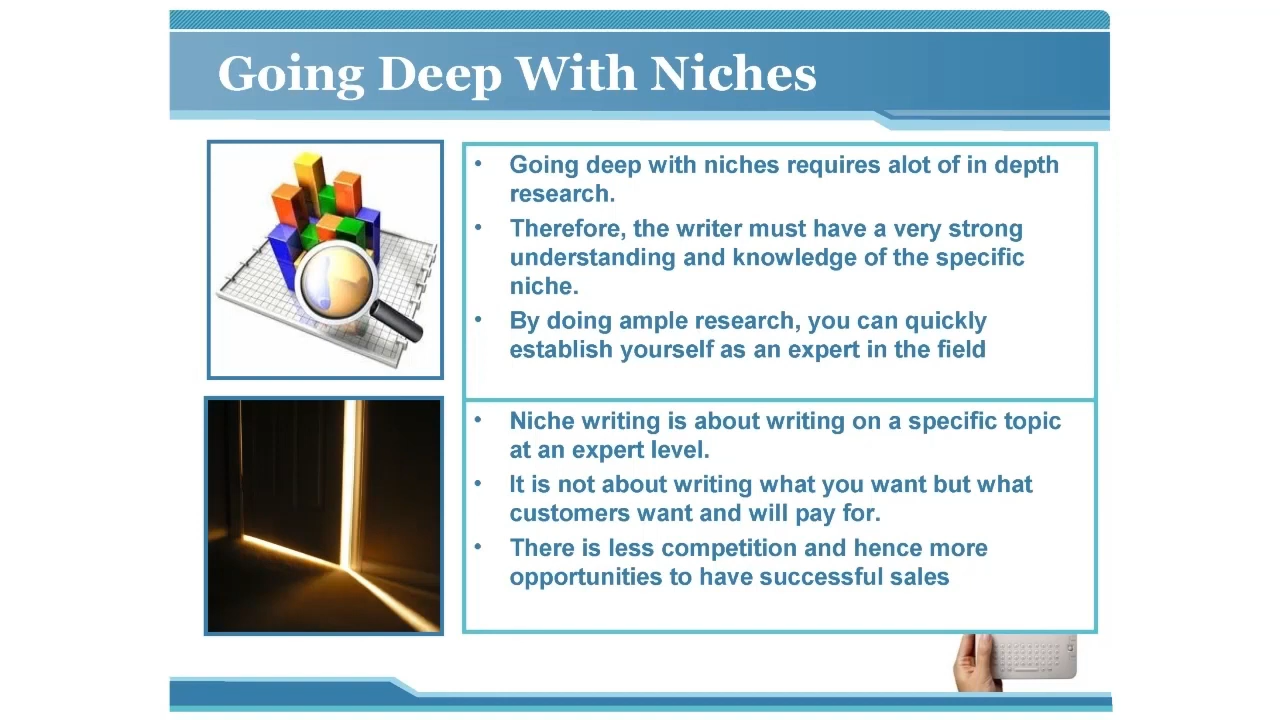 Going Deep With Niches
• Going deep with niches requires alot of in depth
research.
• Therefore, the writer must have a very strong
understanding and knowledge of the specific
niche.
• By doing ample research, you can quickly
establish yourself as an expert in the field
• Niche writing is about writing on a specific topic
at an expert level.
• It is not about writing what you want but what
customers want and will pay for.
• There is less competition and hence more
opportunities to have successful sales